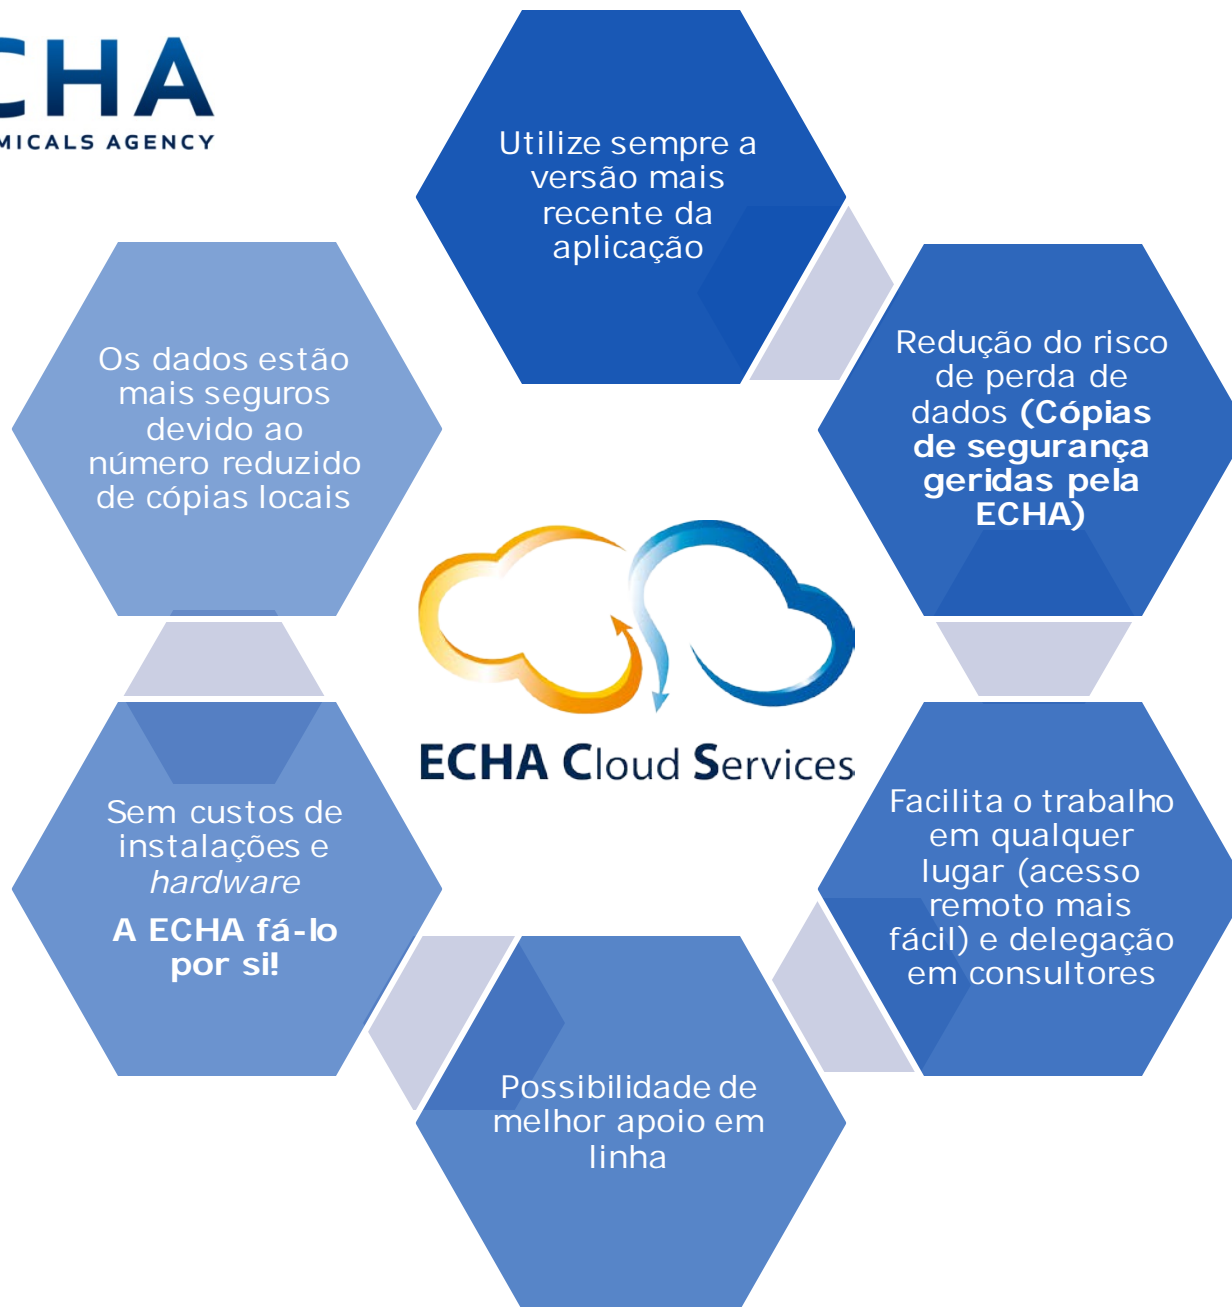 CHA
MICALS AGENCY
Utilize sempre a
versão mais
recente da
aplicação
Redução do risco
de perda de
dados (Cópias
de segurança
geridas pela
ECHA)
Facilita o trabalho
em qualquer
lugar (acesso
remoto mais
fácil) e delegação
em consultores
Possibilidade de
melhor apoio em
linha
Sem custos de
instalações e
hardware
A ECHA fá-lo
por si!
Os dados estão
mais seguros
devido ao
número reduzido
de cópias locais
ECHA Cloud Services